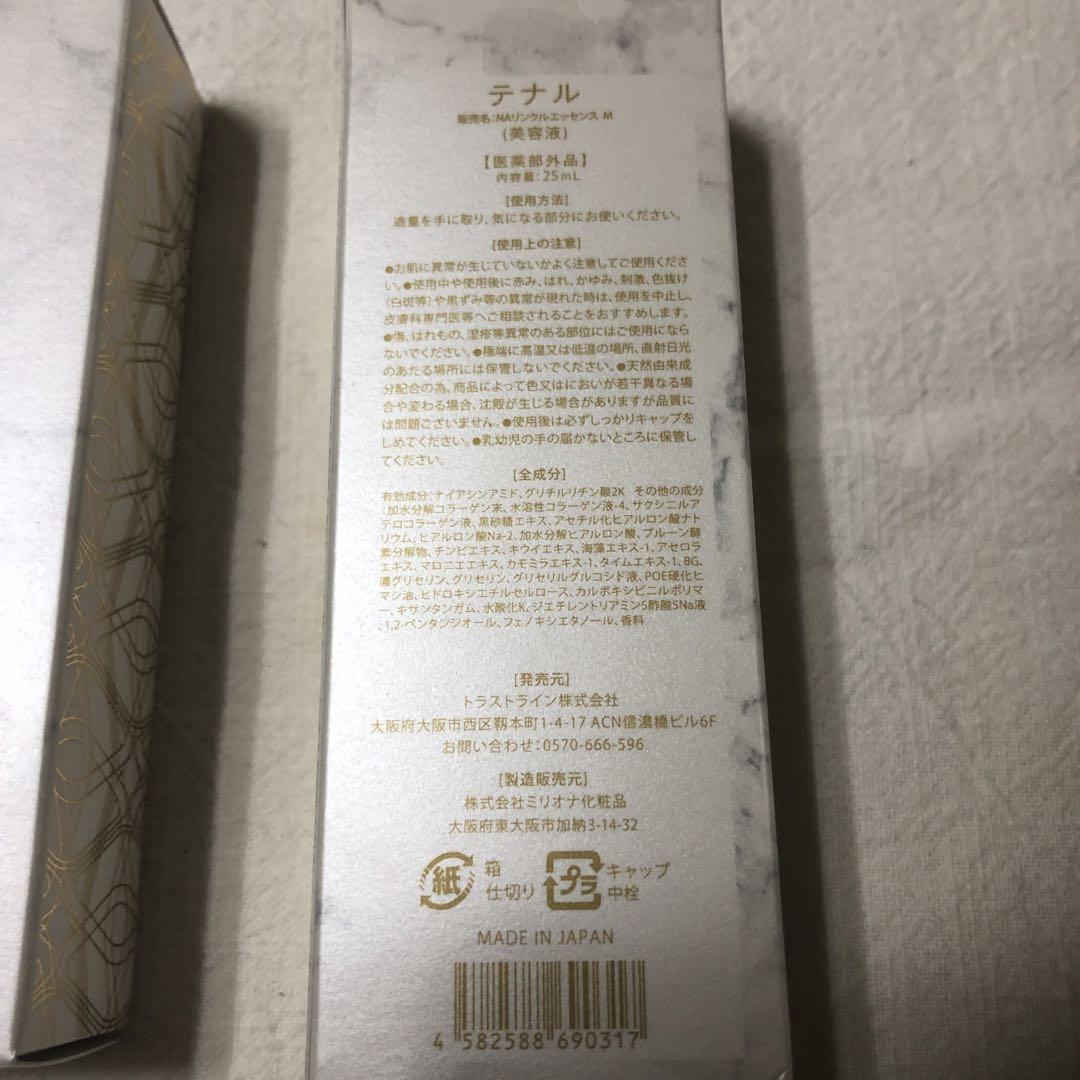 テナル
販売名:NAリンクルエッセンス M
(美容液)
【医薬部外品】
内容量:25mL
[使用方法]
適量を手に取り、気になる部分にお使いください。
[使用上の注意]
●お肌に異常が生じていないかよく注意してご使用くださ
い。●使用中や使用後に赤み、はれ、かゆみ、刺激、色抜け
(白斑等)や黒ずみ等の異常が現れた時は、使用を中止し、
皮膚科専門医等へご相談されることをおすすめします。
●傷、はれもの、湿疹等異常のある部位にはご使用になら
ないでください。●極端に高温又は低温の場所、直射日光
のあたる場所には保管しないでください。●天然由来成
分配合の為、商品によって色又はにおいが若干異なる場
合や変わる場合、沈殿が生じる場合がありますが品質に
は問題ございません。●使用後は必ずしっかりキャップを
しめてください。●乳幼児の手の届かないところに保管し
てください。
[全成分]
有効成分:ナイアシンアミド、グリチルリチン酸2K その他の成分
:加水分解コラーゲン末、水溶性コラーゲン液-4、サクシニルア
テロコラーゲン液、黒砂糖エキス、アセチル化ヒアルロン酸ナト
リウム、ヒアルロン酸Na-2、加水分解ヒアルロン酸、プルーン酵
素分解物、チンピエキス、キウイエキス、海藻エキス-1、アセロラ
エキス、マロニエエキス、カモミラエキス-1、タイムエキス-1、BG、
濃グリセリン、グリセリン、グリセリルグルコシド液、POE硬化ヒ
マシ油、ヒドロキシエチルセルロース、カルボキシビニルポリマ
ー、キサンタンガム、水酸化K、ジエチレントリアミン5酢酸5Na液
、1,2-ペンタンジオール、フェノキシエタノール、香料
[発売元]
トラストライン株式会社
大阪府大阪市西区靱本町1-4-17 ACN信濃橋ビル6F
お問い合わせ:0570-666-596
[製造販売元]
株式会社ミリオナ化粧品
大阪府東大阪市加納3-14-32
紙 箱 仕切り プラ キャップ 中栓
MADE IN JAPAN
4 582588 690317